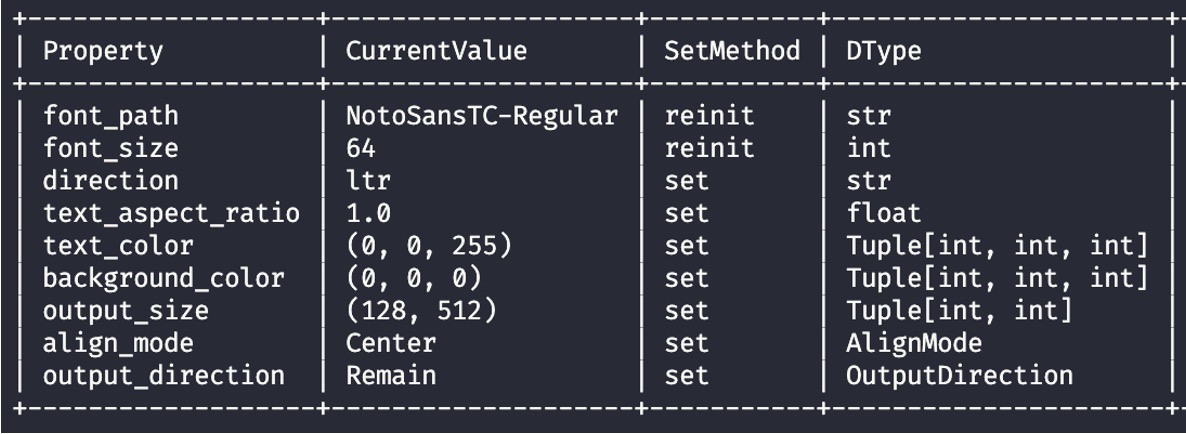 +--------------------+--------------------+-----------+----------------------+
| Property           | CurrentValue       | SetMethod | DType                |
+--------------------+--------------------+-----------+----------------------+
| font_path          | NotoSansTC-Regular | reinit    | str                  |
| font_size          | 64                 | reinit    | int                  |
| direction          | ltr                | set       | str                  |
| text_aspect_ratio  | 1.0                | set       | float                |
| text_color         | (0, 0, 255)        | set       | Tuple[int, int, int] |
| background_color   | (0, 0, 0)          | set       | Tuple[int, int, int] |
| output_size        | (128, 512)         | set       | Tuple[int, int]      |
| align_mode         | Center             | set       | AlignMode            |
| output_direction   | Remain             | set       | OutputDirection      |
+--------------------+--------------------+-----------+----------------------+